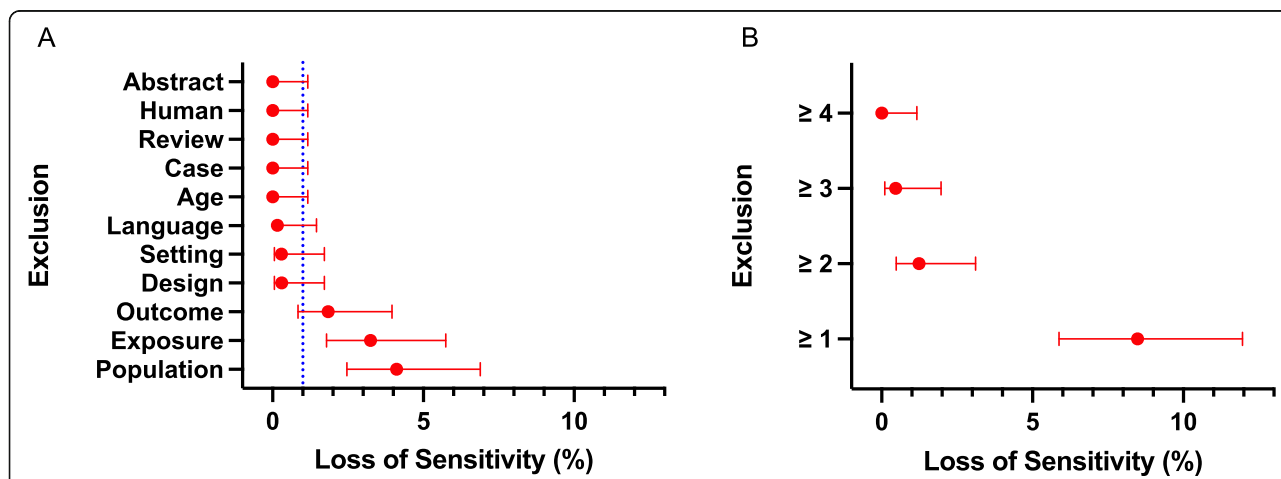 A
Exclusion
Abstract
Human
Review
Case
Age
Language
Setting
Design
Outcome
Exposure
Population
0 5 10
Loss of Sensitivity (%)
B
Exclusion
≥ 4
≥ 3
≥ 2
≥ 1
0 5 10
Loss of Sensitivity (%)